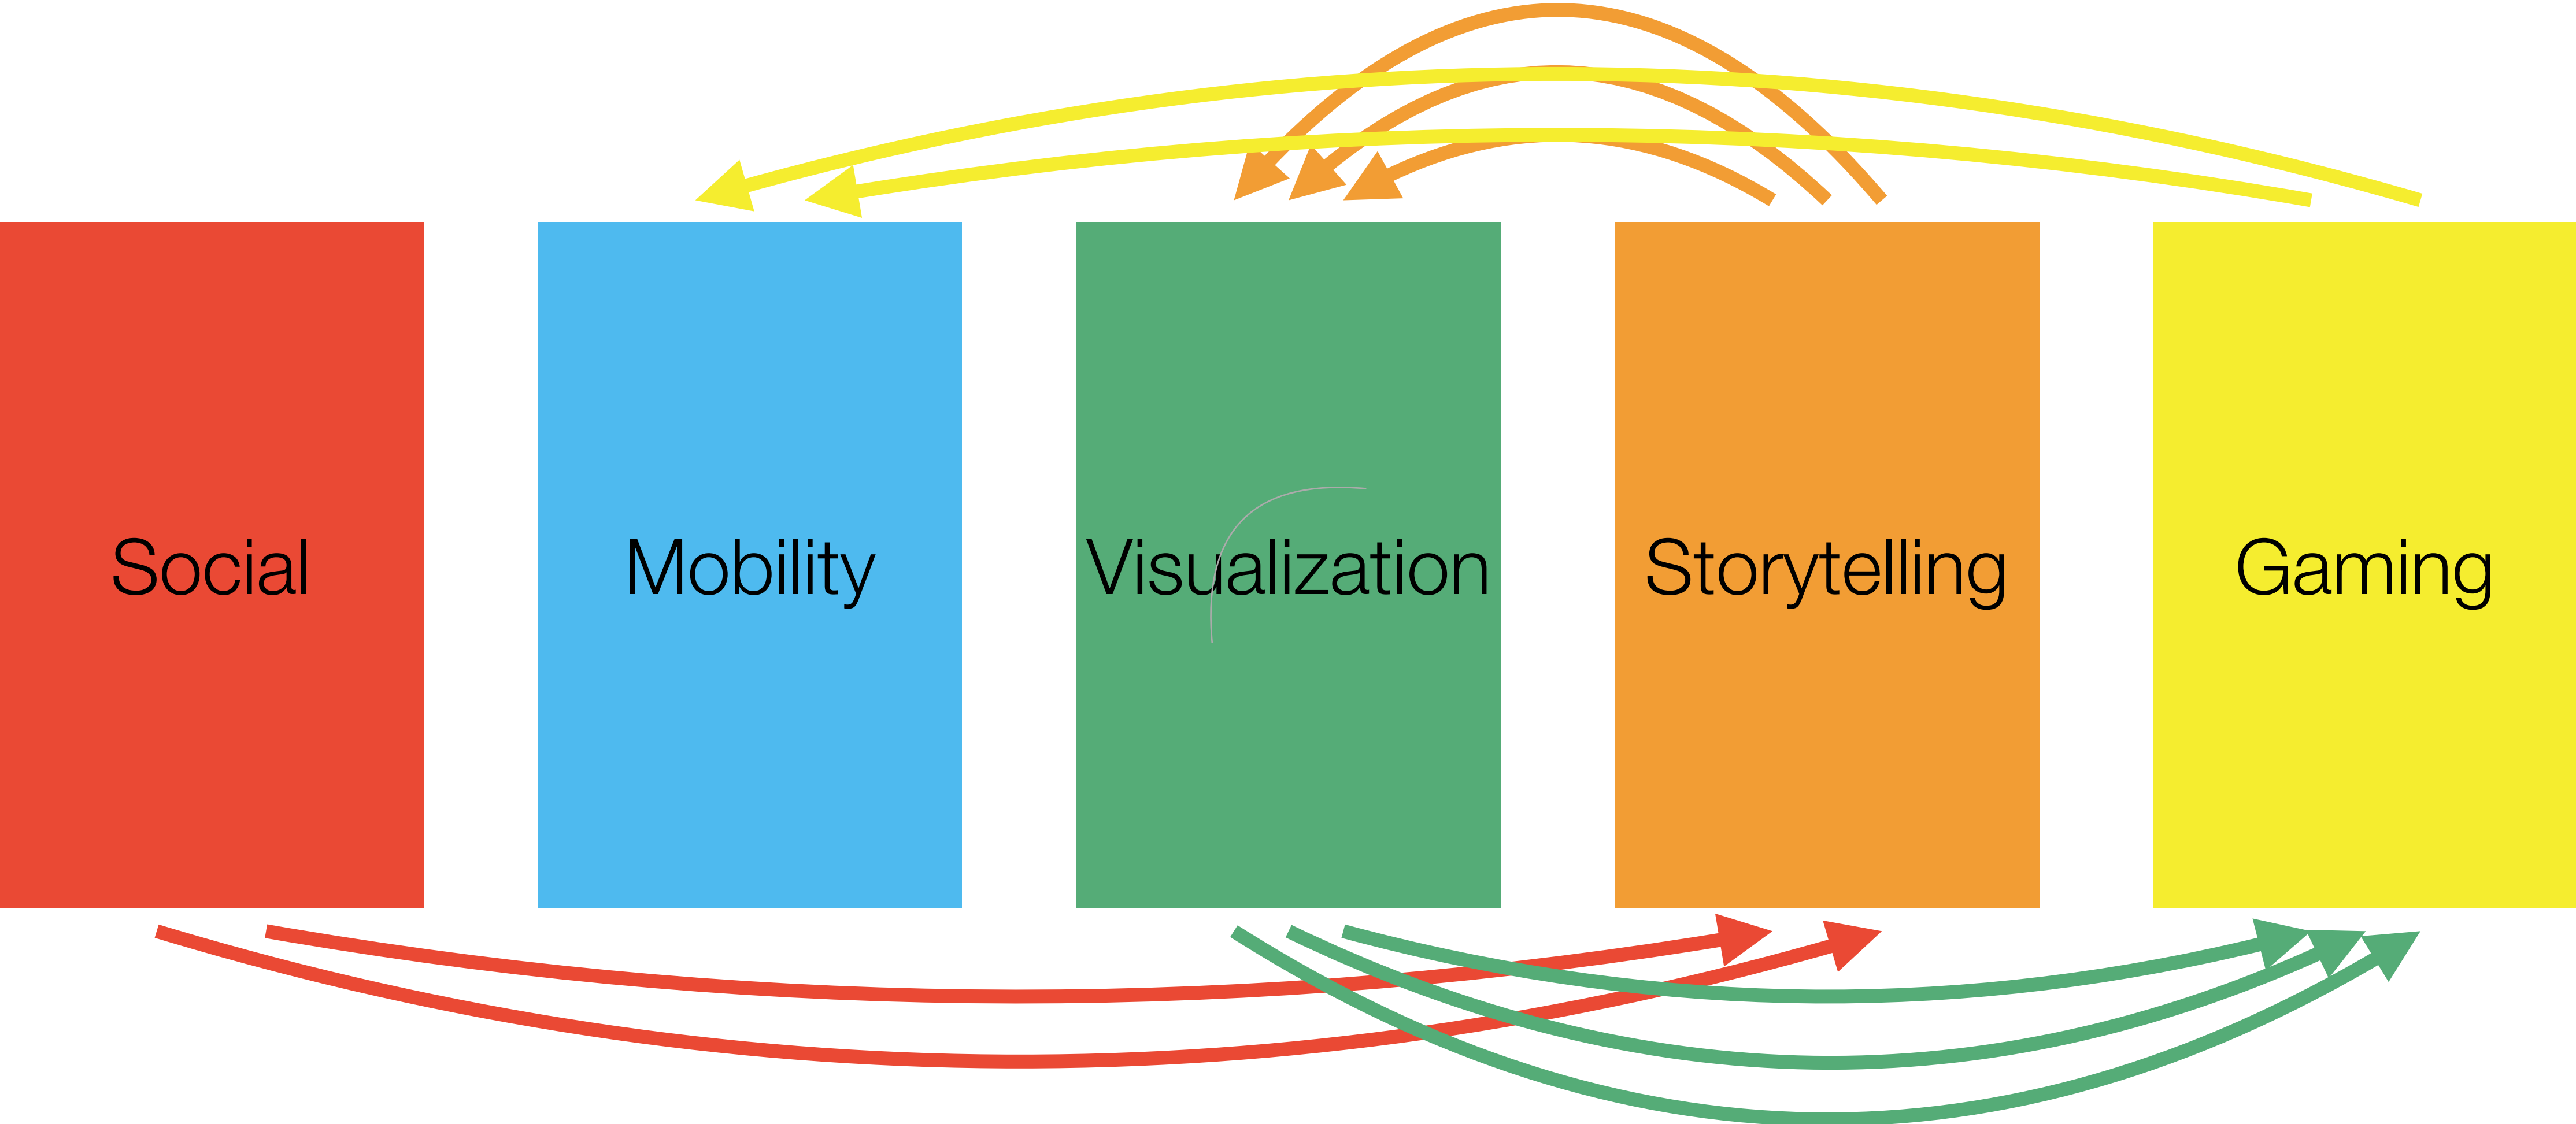 Social
Mobility
Visualization
Storytelling
Gaming